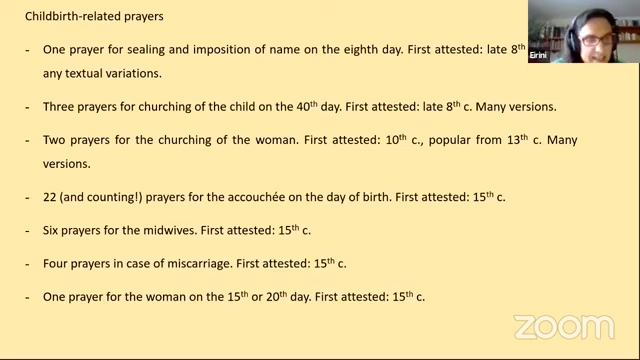 Childbirth-related prayers
- One prayer for sealing and imposition of name on the eighth day. First attested: late 8th
any textual variations.
- Three prayers for churching of the child on the 40th day. First attested: late 8th c. Many versions.
- Two prayers for the churching of the woman. First attested: 10th c., popular from 13th c. Many
versions.
- 22 (and counting!) prayers for the accouchée on the day of birth. First attested: 15th c.
- Six prayers for the midwives. First attested: 15th c.
- Four prayers in case of miscarriage. First attested: 15th c.
- One prayer for the woman on the 15th or 20th day. First attested: 15th c.
Eirini
zoom